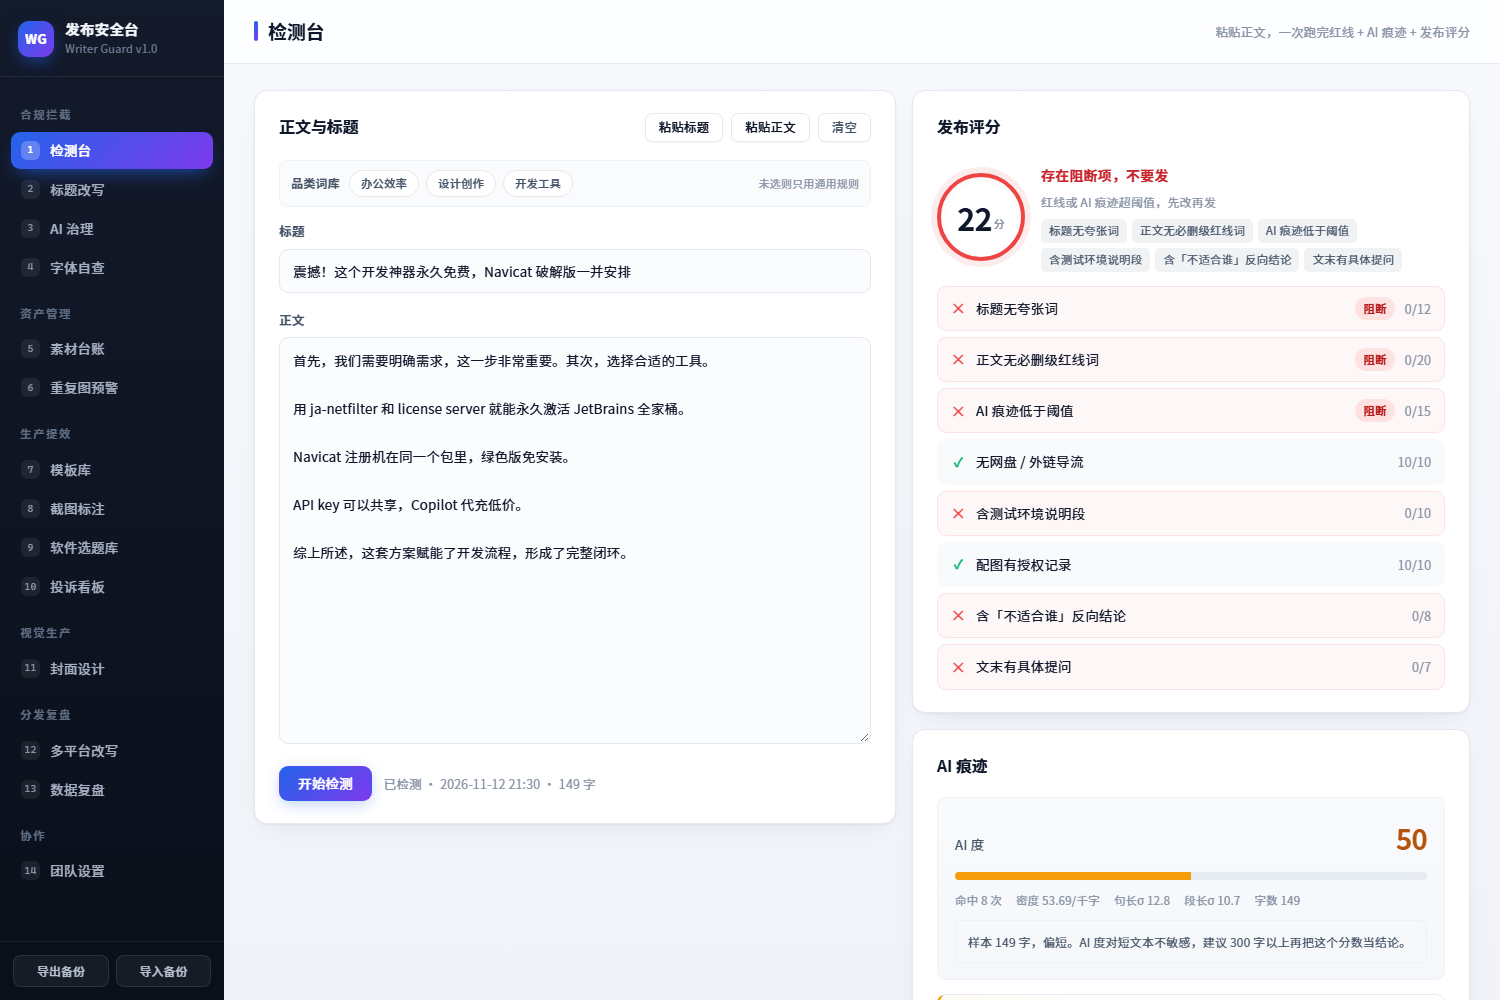 WG
发布安全台
Writer Guard v1.0
合规拦截
1 检测台
2 标题改写
3 AI 治理
4 字体自查
资产管理
5 素材台账
6 重复图预警
生产提效
7 模板库
8 截图标注
9 软件选题库
10 投诉看板
视觉生产
11 封面设计
分发复盘
12 多平台改写
13 数据复盘
协作
14 团队设置
导出备份 导入备份
检测台
粘贴正文，一次跑完红线 + AI 痕迹 + 发布评分
正文与标题
粘贴标题 粘贴正文 清空
品类词库 办公效率 设计创作 开发工具 未选则只用通用规则
标题
震撼！这个开发神器永久免费，Navicat 破解版一并安排
正文
首先，我们需要明确需求，这一步非常重要。其次，选择合适的工具。
用 ja-netfilter 和 license server 就能永久激活 JetBrains 全家桶。
Navicat 注册机在同一个包里，绿色版免安装。
API key 可以共享，Copilot 代充低价。
综上所述，这套方案赋能了开发流程，形成了完整闭环。
开始检测 已检测 · 2026-11-12 21:30 · 149 字
发布评分
22分
存在阻断项，不要发
红线或 AI 痕迹超阈值，先改再发
标题无夸张词 正文无必删级红线词 AI 痕迹低于阈值
含测试环境说明段 含「不适合谁」反向结论 文末有具体提问
✕ 标题无夸张词 阻断 0/12
✕ 正文无必删级红线词 阻断 0/20
✕ AI 痕迹低于阈值 阻断 0/15
✓ 无网盘 / 外链导流 10/10
✕ 含测试环境说明段 0/10
✓ 配图有授权记录 10/10
✕ 含「不适合谁」反向结论 0/8
✕ 文末有具体提问 0/7
AI 痕迹
AI 度 50
命中 8 次 密度 53.69/千字 句长σ 12.8 段长σ 10.7 字数 149
样本 149 字，偏短。AI 度对短文本不敏感，建议 300 字以上再把这个分数当结论。